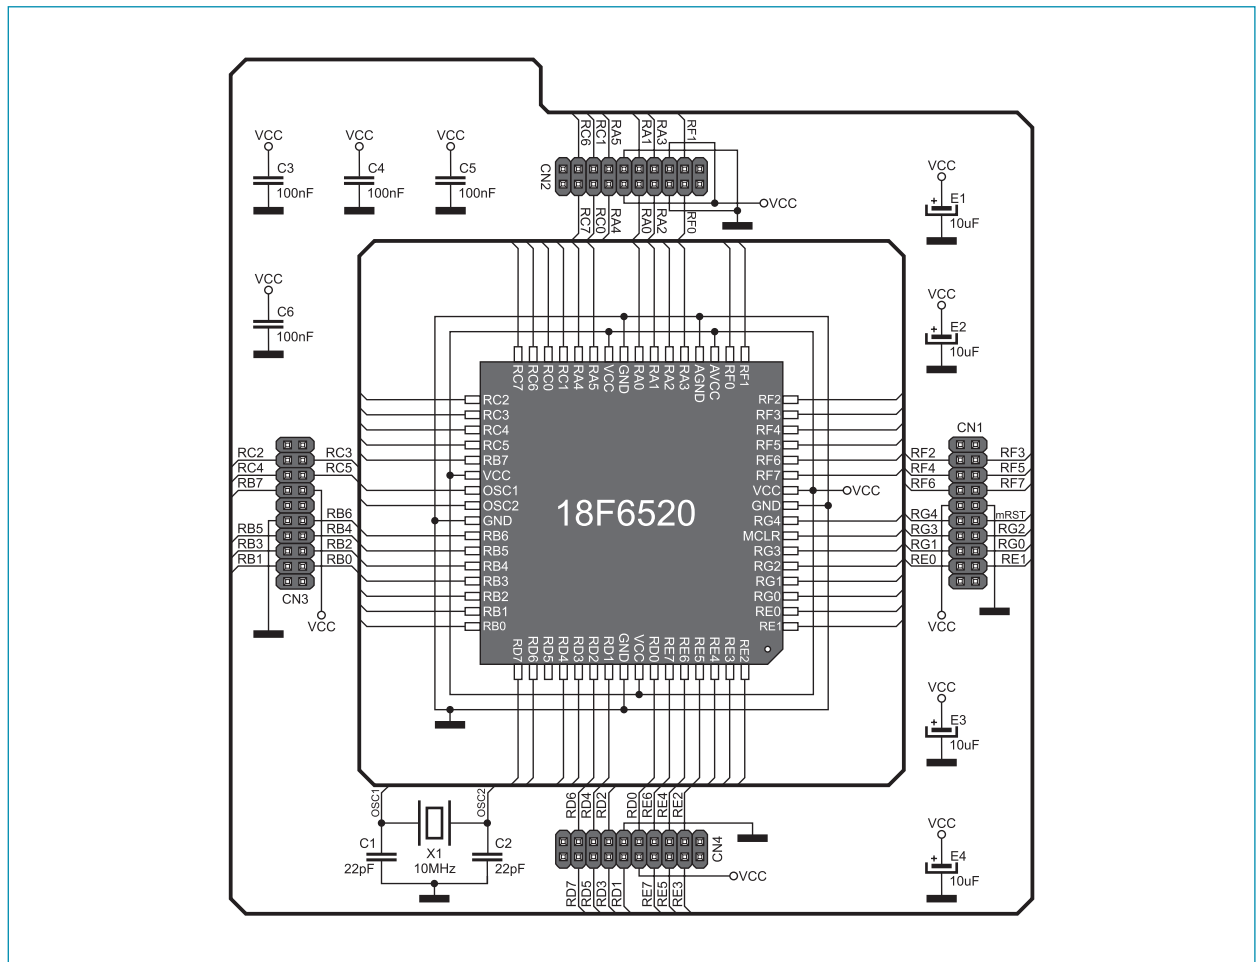 RC6
RC1
RA5
RA1
RA3
RF1
CN2
RC7
RC0
RA4
RA0
RA2
RF0
VCC
VCC
C3
100nF
VCC
C4
100nF
VCC
C5
100nF
VCC
E1
10uF
VCC
C6
100nF
VCC
E2
10uF
RC7
RC6
RC0
RC1
RA4
RA5
VCC
GND
RA0
RA1
RA2
RA3
AGND
AVCC
RF0
RF1
RC2
RC3
RC4
RC5
RB7
VCC
OSC1
OSC2
GND
RB6
RB5
RB4
RB3
RB2
RB1
RB0
18F6520
RF2
RF3
RF4
RF5
RF6
RF7
VCC
GND
RG4
MCLR
RG3
RG2
RG1
RG0
RE0
RE1
VCC
RD7
RD6
RD5
RD4
RD3
RD2
RD1
GND
VCC
RD0
RE7
RE6
RE5
RE4
RE3
RE2
RC2
RC3
RC4
RC5
RB7
RB6
RB5
RB4
RB3
RB2
RB1
RB0
CN3
VCC
CN1
RF2
RF3
RF4
RF5
RF6
RF7
RG4
mRST
RG3
RG2
RG1
RG0
RE0
RE1
VCC
VCC
E3
10uF
OSC1
OSC2
C1
22pF
X1
10MHz
C2
22pF
RD6
RD4
RD2
RD0
RE6
RE4
RE2
CN4
RD7
RD5
RD3
RD1
RE7
RE5
RE3
VCC
VCC
E4
10uF